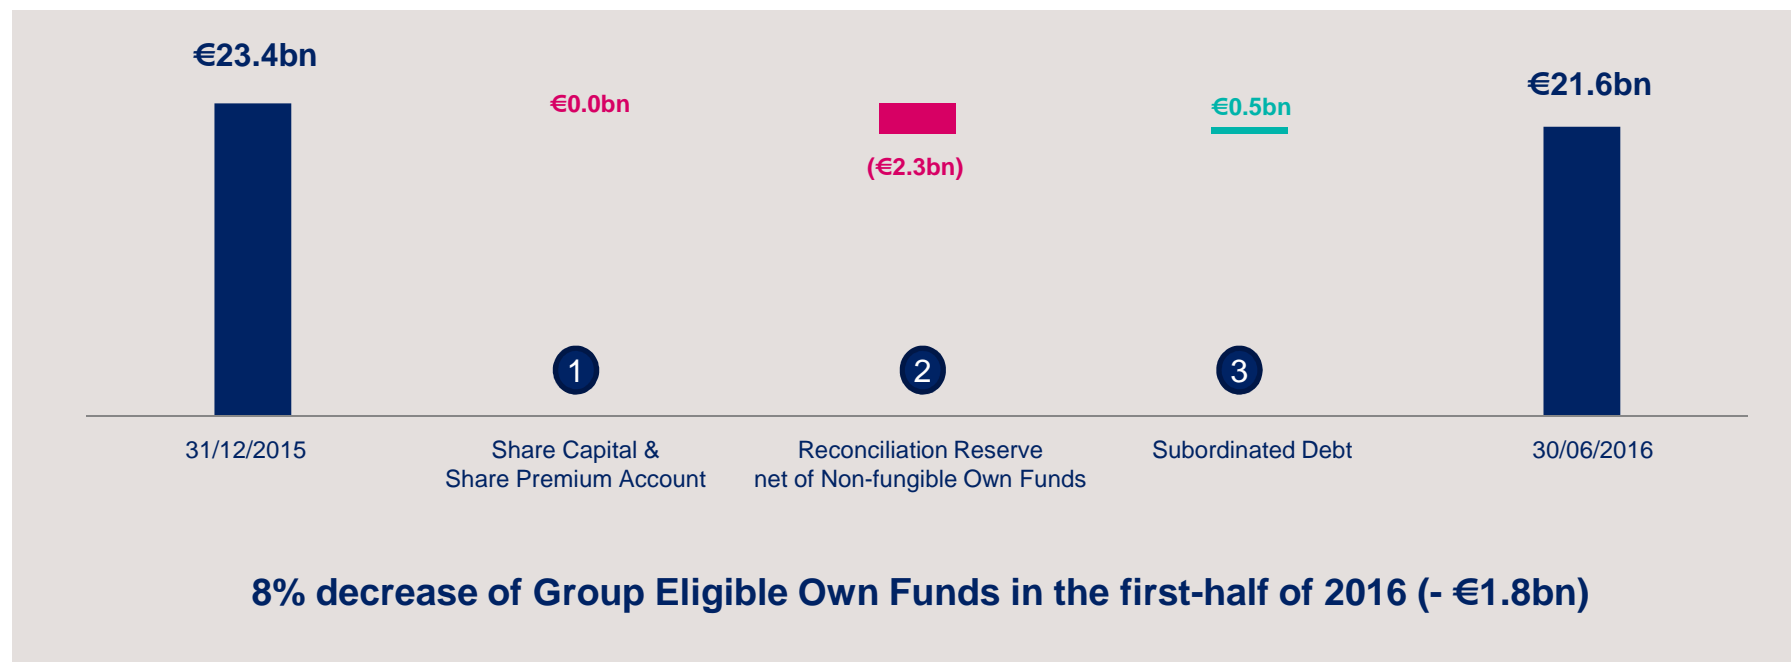 €23.4bn
€0.0bn
(€2.3bn)
€0.5bn
€21.6bn
1
2
3
31/12/2015
Share Capital &
Share Premium Account
Reconciliation Reserve
net of Non-fungible Own Funds
Subordinated Debt
30/06/2016
8% decrease of Group Eligible Own Funds in the first-half of 2016 (- €1.8bn)